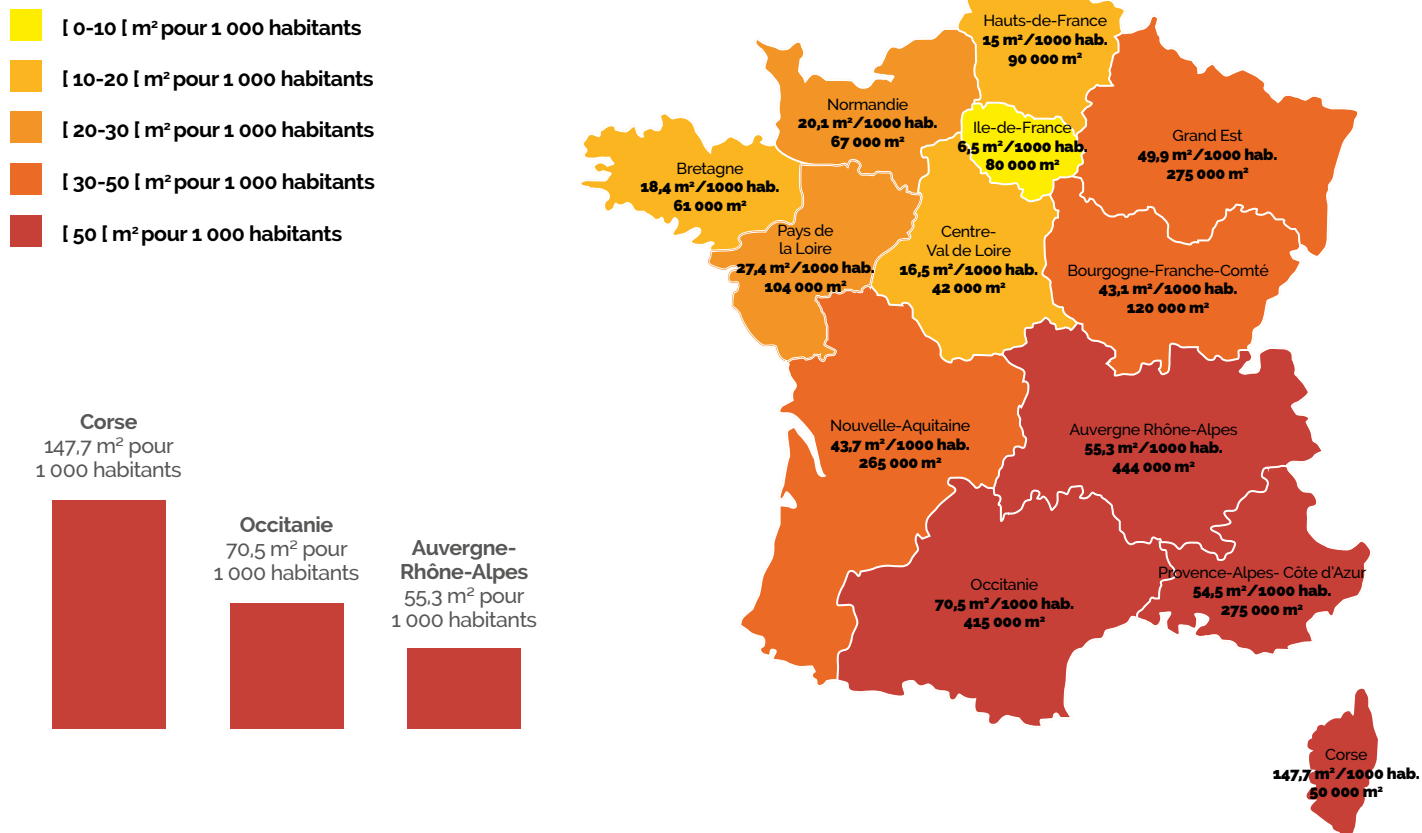 [ 0-10 [ m² pour 1 000 habitants
[ 10-20 [ m² pour 1 000 habitants
[ 20-30 [ m² pour 1 000 habitants
[ 30-50 [ m² pour 1 000 habitants
[ 50 [ m² pour 1 000 habitants
Corse
147,7 m² pour
1 000 habitants
Occitanie
70,5 m² pour
1 000 habitants
Auvergne-
Rhône-Alpes
55,3 m² pour
1 000 habitants
Hauts-de-France
15 m²/1000 hab.
90 000 m²
Normandie
20,1 m²/1000 hab.
67 000 m²
Ile-de-France
6,5 m²/1000 hab.
80 000 m²
Grand Est
49,9 m²/1000 hab.
275 000 m²
Bretagne
18,4 m²/1000 hab.
61 000 m²
Pays de
la Loire
27,4 m²/1000 hab.
104 000 m²
Centre-
Val de Loire
16,5 m²/1000 hab.
42 000 m²
Bourgogne-Franche-Comté
43,1 m²/1000 hab.
120 000 m²
Nouvelle-Aquitaine
43,7 m²/1000 hab.
265 000 m²
Auvergne Rhône-Alpes
55,3 m²/1000 hab.
444 000 m²
Occitanie
70,5 m²/1000 hab.
415 000 m²
Provence-Alpes- Côte d'Azur
54,5 m²/1000 hab.
275 000 m²
Corse
147,7 m²/1000 hab.
50 000 m²